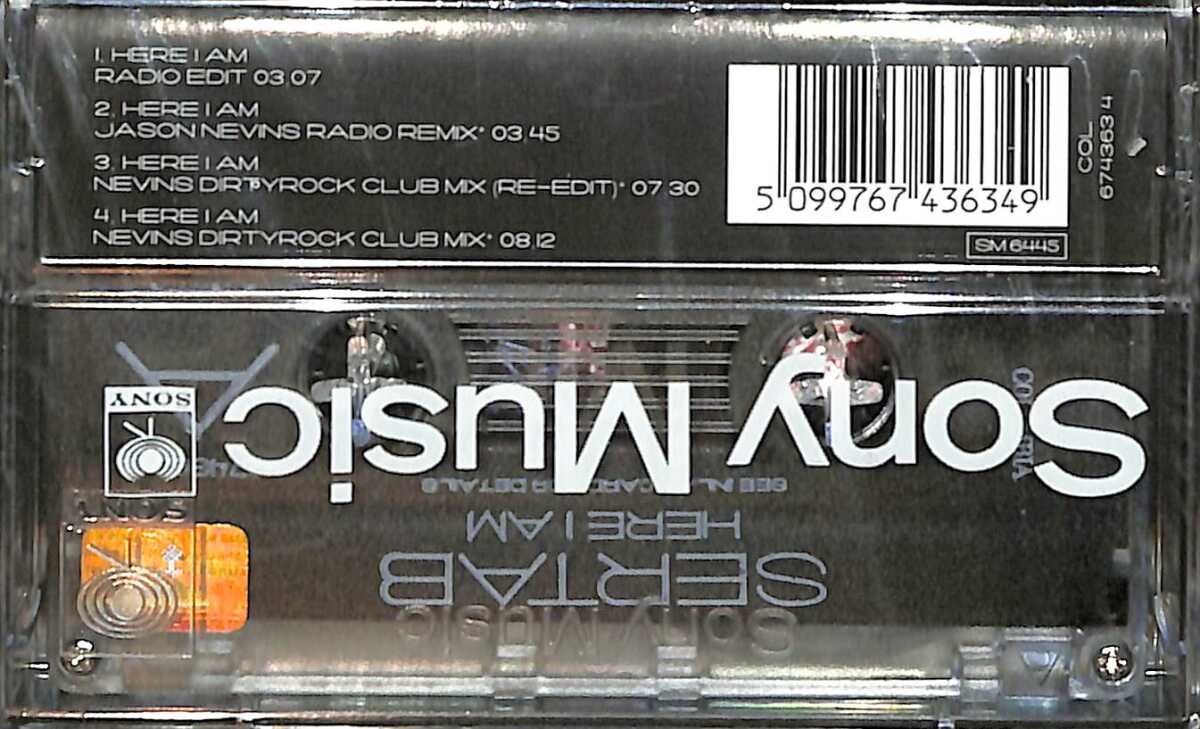 1. HERE I AM
RADIO EDIT 03 07
2. HERE I AM
JASON NEVINS RADIO REMIX* 03,45
3. HERE I AM
NEVINS DIRTYROCK CLUB MIX (RE-EDIT)* 07 30
4. HERE I AM
NEVINS DIRTYROCK CLUB MIX* 08,12
5 099767 436349
COL
674363 4
SM 6445
SONY
Sony Music
DETAILS
HERE I AM
SERTAB
SONY
Sony Music